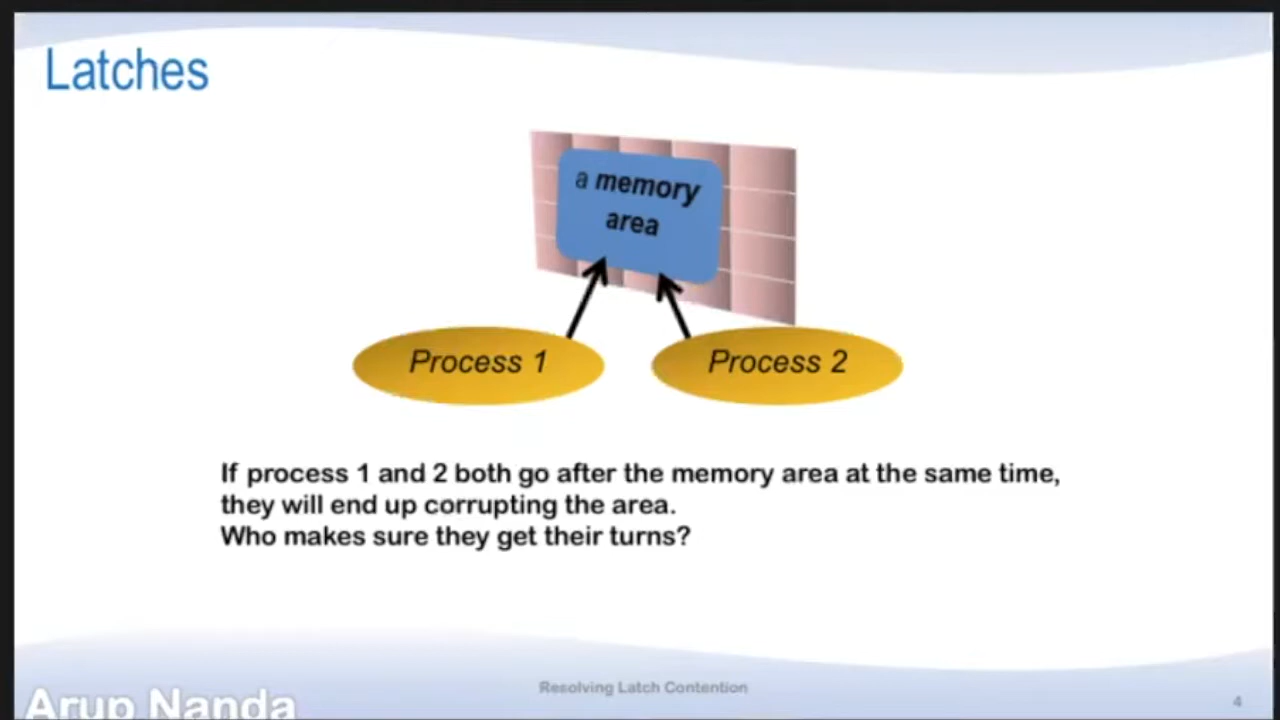 Latches
a memory
area
Process 1
Process 2
If process 1 and 2 both go after the memory area at the same time,
they will end up corrupting the area.
Who makes sure they get their turns?
Resolving Latch Contention
4
Arup Nanda